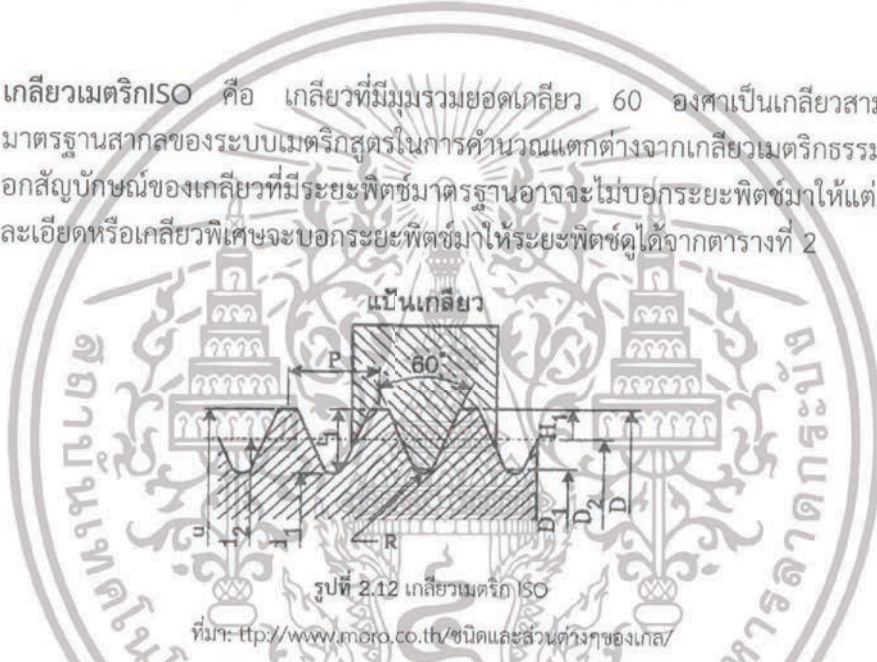 เกลียวเมตริกISO คือ เกลียวที่มีมุมรวมยอดเกลียว 60 องศาเป็นเกลียวสาม
มาตรฐานสากลของระบบเมตริกสูตรในการคำนวณแตกต่างจากเกลียวเมตริกธรรม
อกสัญบักษณ์ของเกลียวที่มีระยะพิตช์มาตรฐานอาจจะไม่บอกระยะพิตช์มาให้แต่
ละเอียดหรือเกลียวพิเศษจะบอกระยะพิตช์มาให้ระยะพิตช์ดูได้จากตารางที่ 2
แป้นเกลียว
P 60°
H1
D1 D2 D
R
รูปที่ 2.12 เกลียวเมตริก ISO
ที่มา: ttp://www.moro.co.th/ชนิดและส่วนต่างๆของเกล/